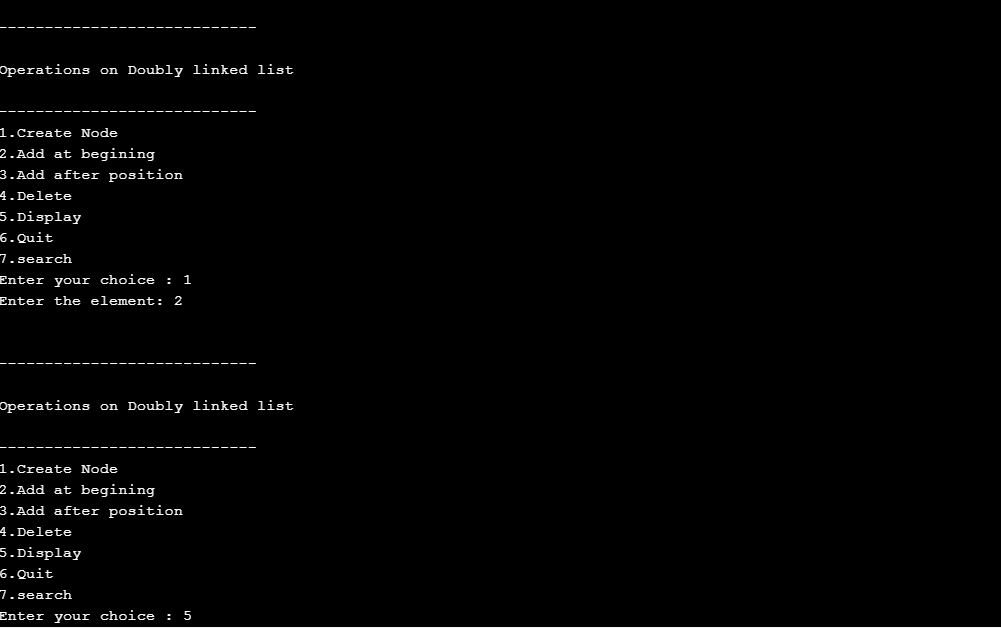 ----------------------------
Operations on Doubly linked list
----------------------------
1.Create Node
2.Add at begining
3.Add after position
4.Delete
5.Display
6.Quit
7.search
Enter your choice : 1
Enter the element: 2
----------------------------
Operations on Doubly linked list
----------------------------
1.Create Node
2.Add at begining
3.Add after position
4.Delete
5.Display
6.Quit
7.search
Enter your choice : 5